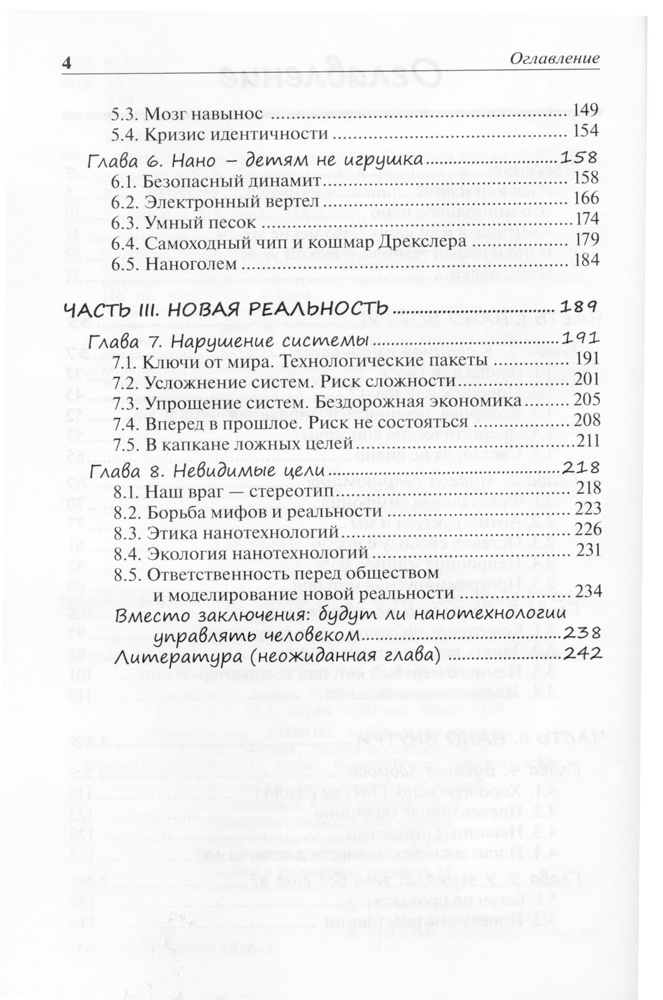 4 Оглавление
5.3. Мозг навынос ........ 149
5.4. Кризис идентичности ........ 154
Глава 6. Нано – детям не игрушка ........ 158
6.1. Безопасный динамит ........ 158
6.2. Электронный вертел ........ 166
6.3. Умный песок ........ 174
6.4. Самоходный чип и кошмар Дрекслера ........ 179
6.5. Наноголем ........ 184
ЧАСТЬ III. НОВАЯ РЕАЛЬНОСТЬ ........ 189
Глава 7. Нарушение системы ........ 191
7.1. Ключи от мира. Технологические пакеты ........ 191
7.2. Усложнение систем. Риск сложности ........ 201
7.3. Упрощение систем. Бездорожная экономика ........ 205
7.4. Вперед в прошлое. Риск не состояться ........ 208
7.5. В капкане ложных целей ........ 211
Глава 8. Невидимые цели ........ 218
8.1. Наш враг — стереотип ........ 218
8.2. Борьба мифов и реальности ........ 223
8.3. Этика нанотехнологий ........ 226
8.4. Экология нанотехнологий ........ 231
8.5. Ответственность перед обществом
и моделирование новой реальности ........ 234
Вместо заключения: будут ли нанотехнологии
управлять человеком ........ 238
Литература (неожиданная глава) ........ 242